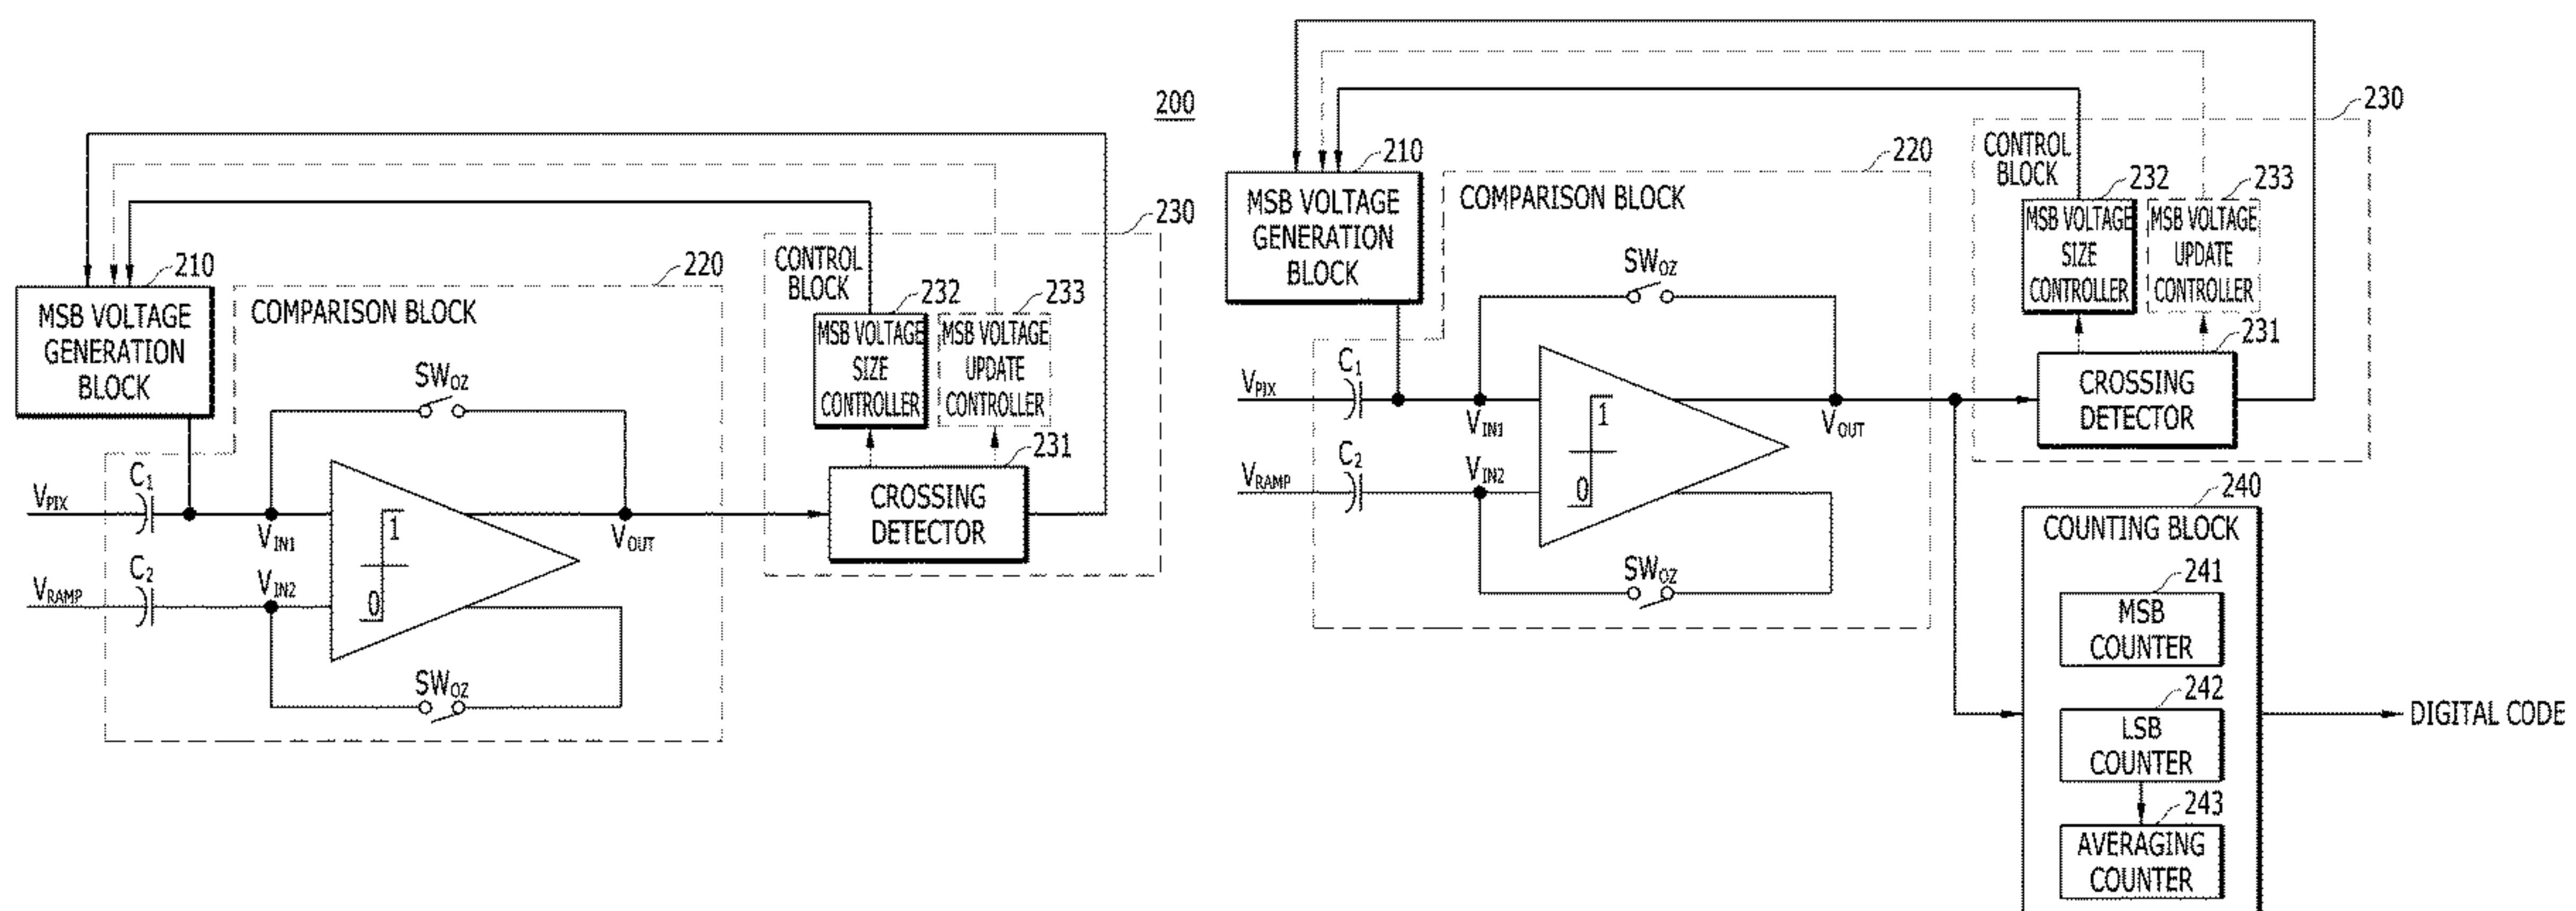 210
MSB VOLTAGE
GENERATION
BLOCK
220
COMPARISON BLOCK
230
CONTROL
BLOCK
232
MSB VOLTAGE
SIZE
CONTROLLER
233
MSB VOLTAGE
UPDATE
CONTROLLER
231
CROSSING
DETECTOR
SWOZ
C1
VPIX
VIN1
VOUT
1
0
C2
VRAMP
VIN2
SWOZ
200
210
MSB VOLTAGE
GENERATION
BLOCK
220
COMPARISON BLOCK
230
CONTROL
BLOCK
232
MSB VOLTAGE
SIZE
CONTROLLER
233
MSB VOLTAGE
UPDATE
CONTROLLER
231
CROSSING
DETECTOR
SWOZ
C1
VPIX
VIN1
VOUT
1
0
C2
VRAMP
VIN2
SWOZ
240
COUNTING BLOCK
241
MSB
COUNTER
242
LSB
COUNTER
243
AVERAGING
COUNTER
DIGITAL CODE